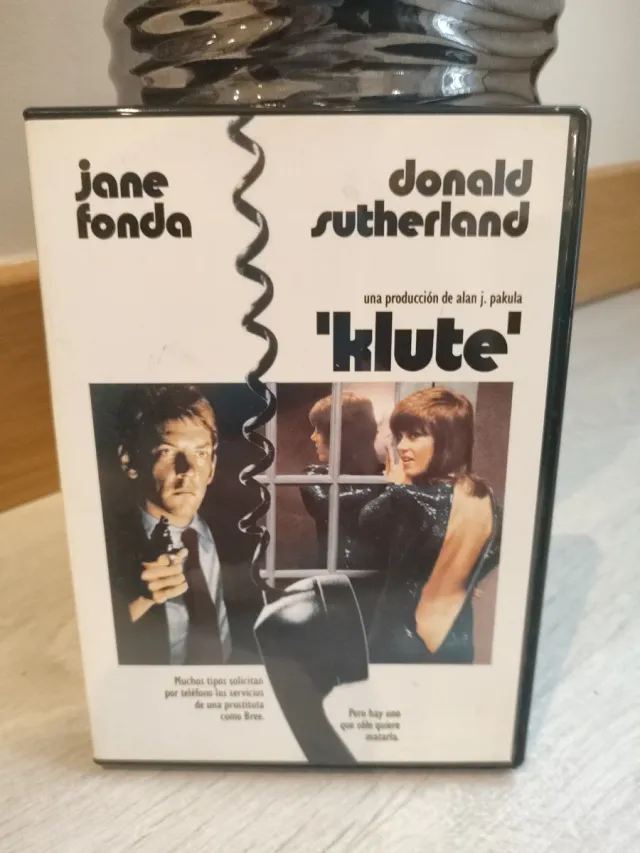 jane
fonda
donald
sutherland
una producción de alan j. pakula
'klute'
Muchos tipos solicitan
por teléfono los servicios
de una prostituta
como Bree.
Pero hay uno
que sólo quiere
matarla.